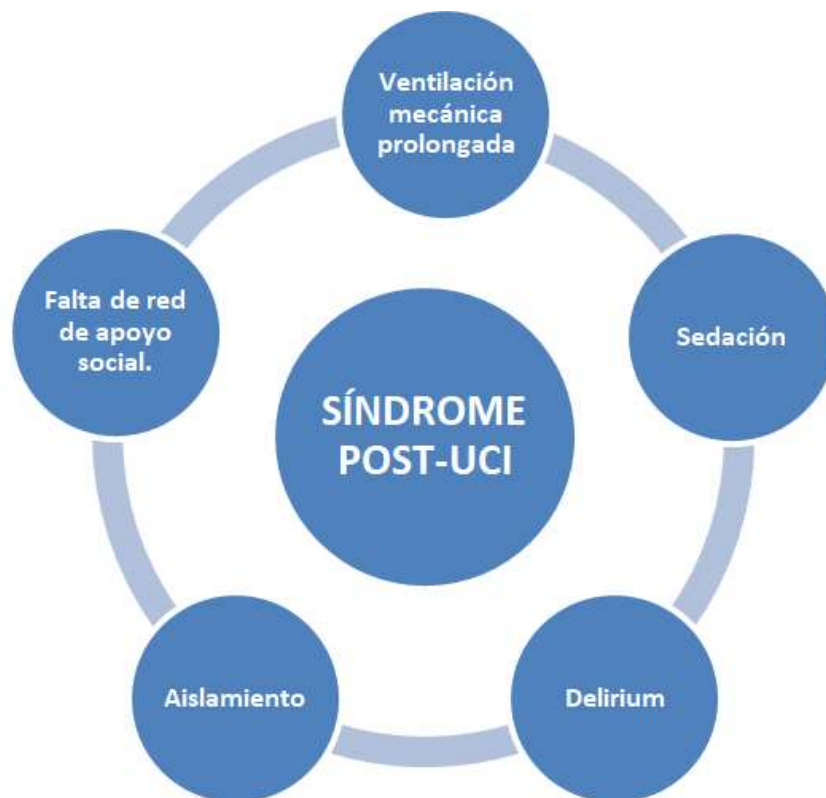 Ventilación
mecánica
prolongada
Sedación
Delirium
Aislamiento
Falta de red
de apoyo
social.
SÍNDROME
POST-UCI